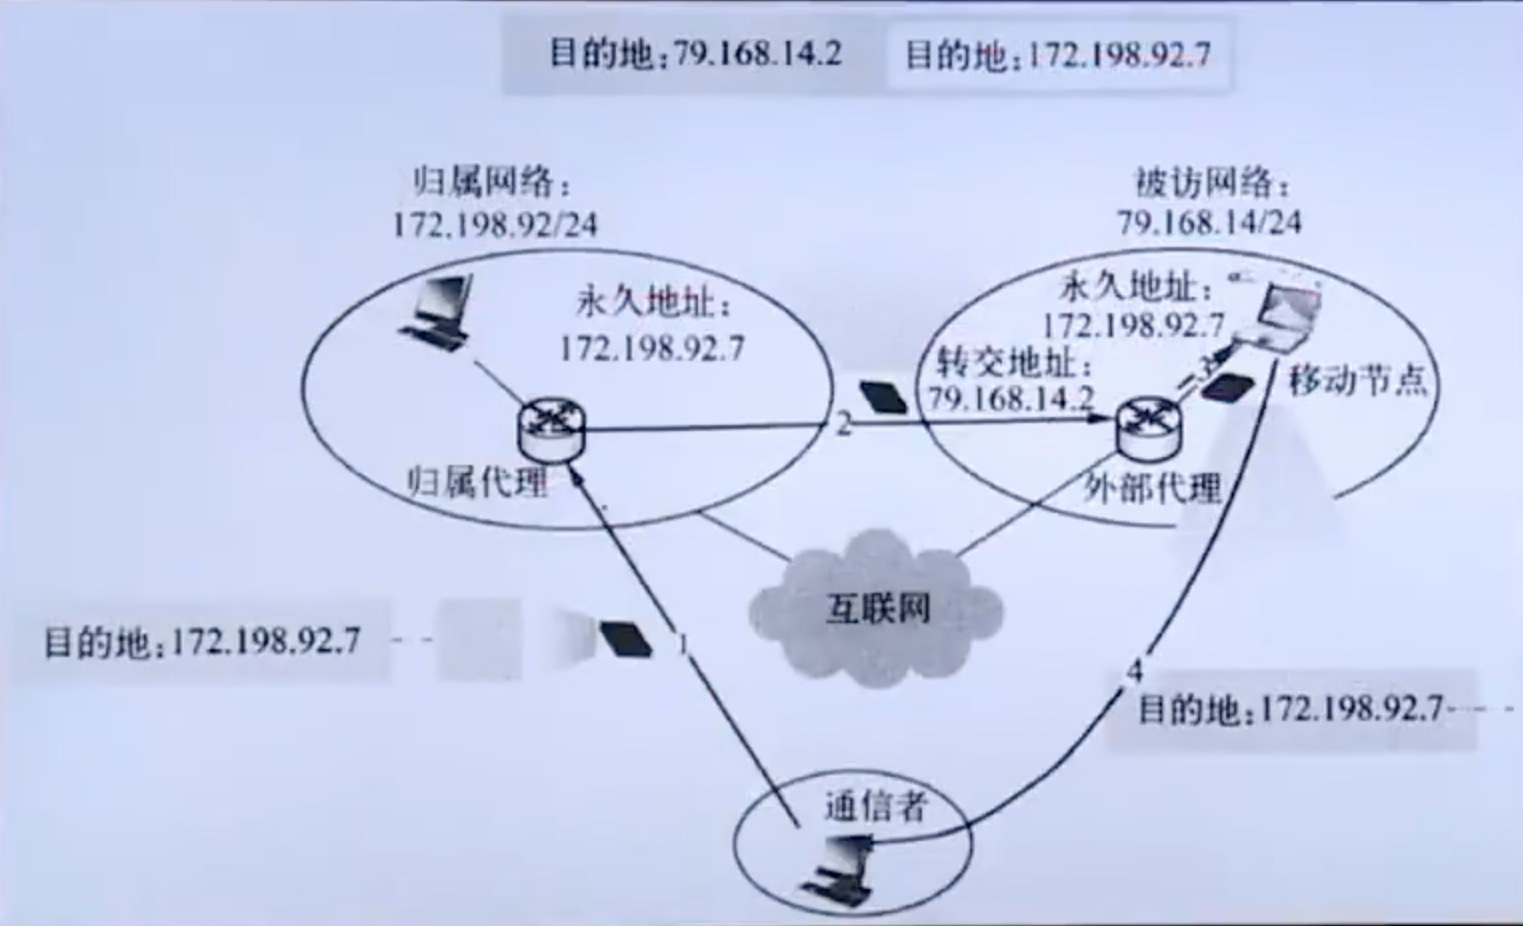 目的地:79.168.14.2
目的地:172.198.92.7
归属网络:
172.198.92/24
被访网络:
79.168.14/24
永久地址:
172.198.92.7
永久地址:
172.198.92.7
转交地址:
79.168.14.2
3
移动节点
2
归属代理
外部代理
互联网
目的地:172.198.92.7
1
4
目的地:172.198.92.7
通信者